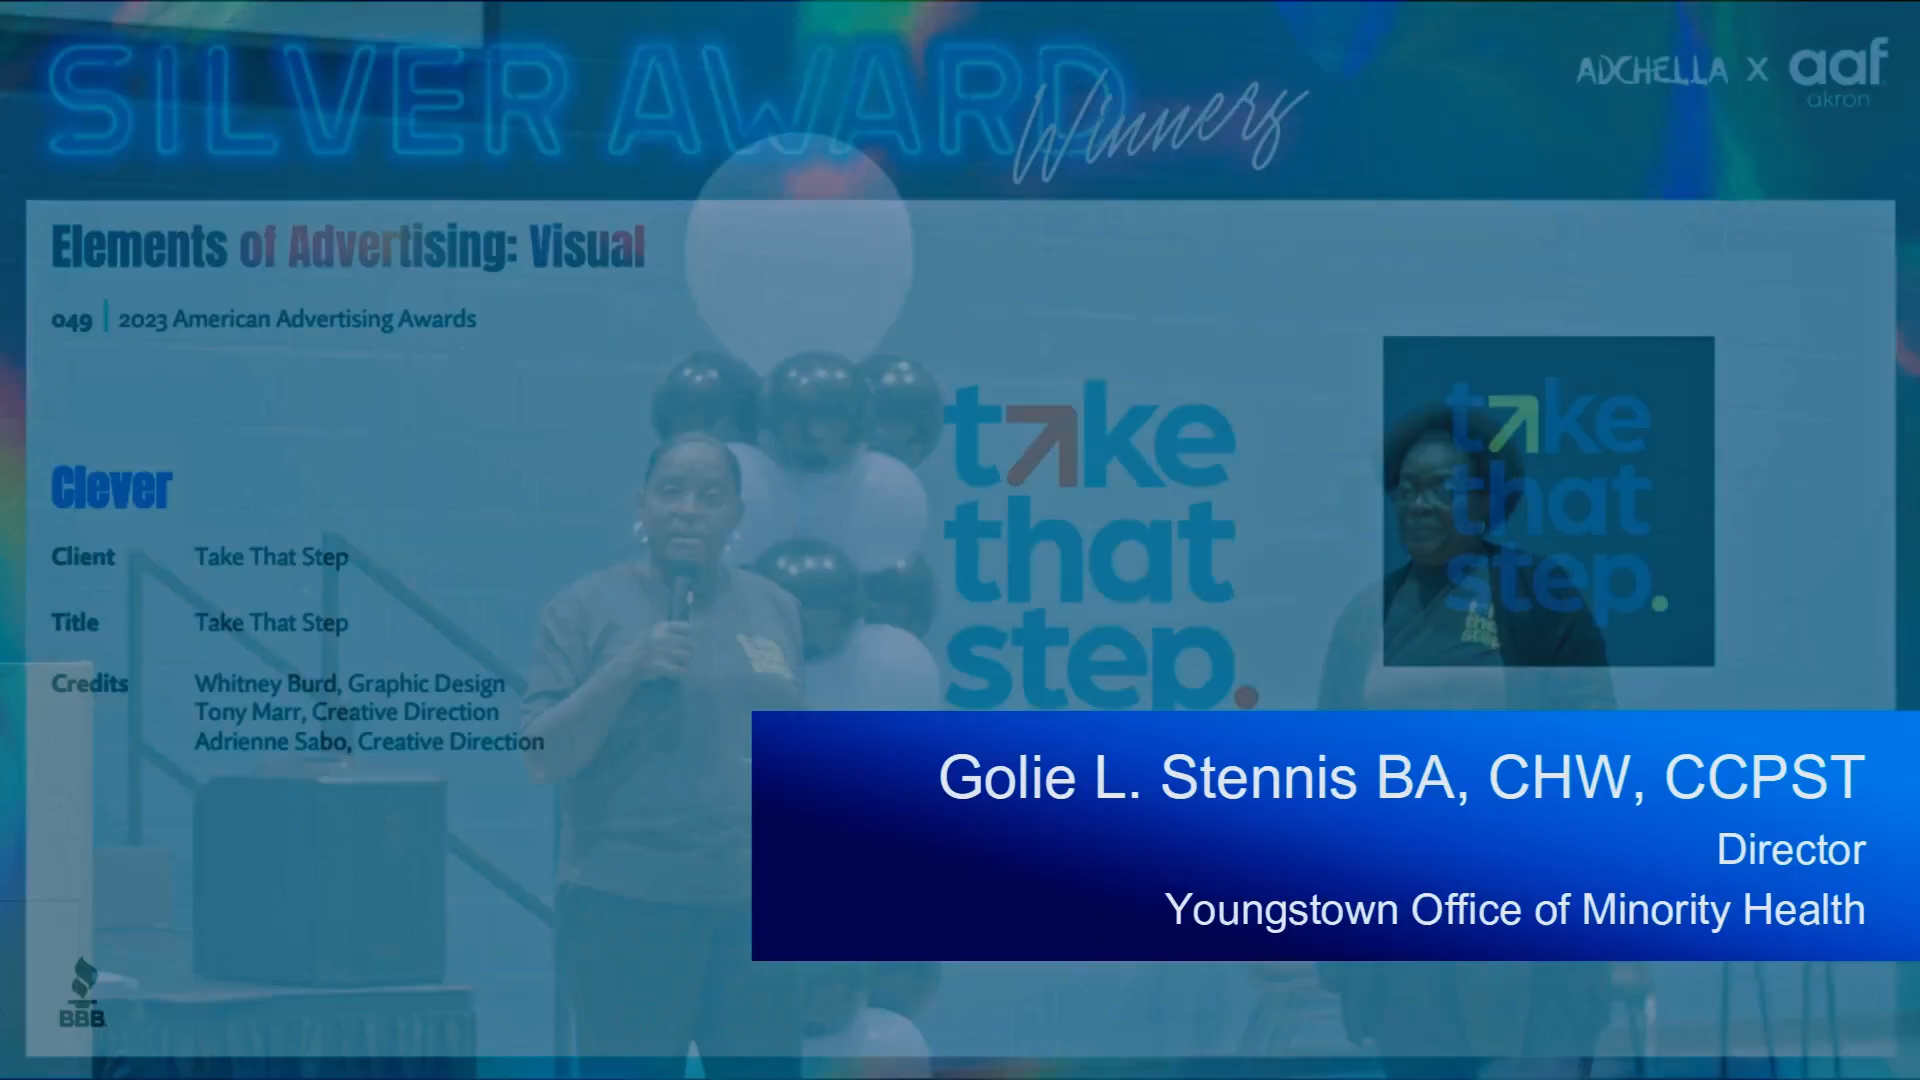 SILVER AWARD
Winners
ADCHELLA X aaf
akron
Elements of Advertising: Visual
049 | 2023 American Advertising Awards
Clever
Client Take That Step
Title Take That Step
Credits Whitney Burd, Graphic Design
Tony Marr, Creative Direction
Adrienne Sabo, Creative Direction
take
that
step.
take
that
step.
the
step
Golie L. Stennis BA, CHW, CCPST
Director
Youngstown Office of Minority Health
BBB